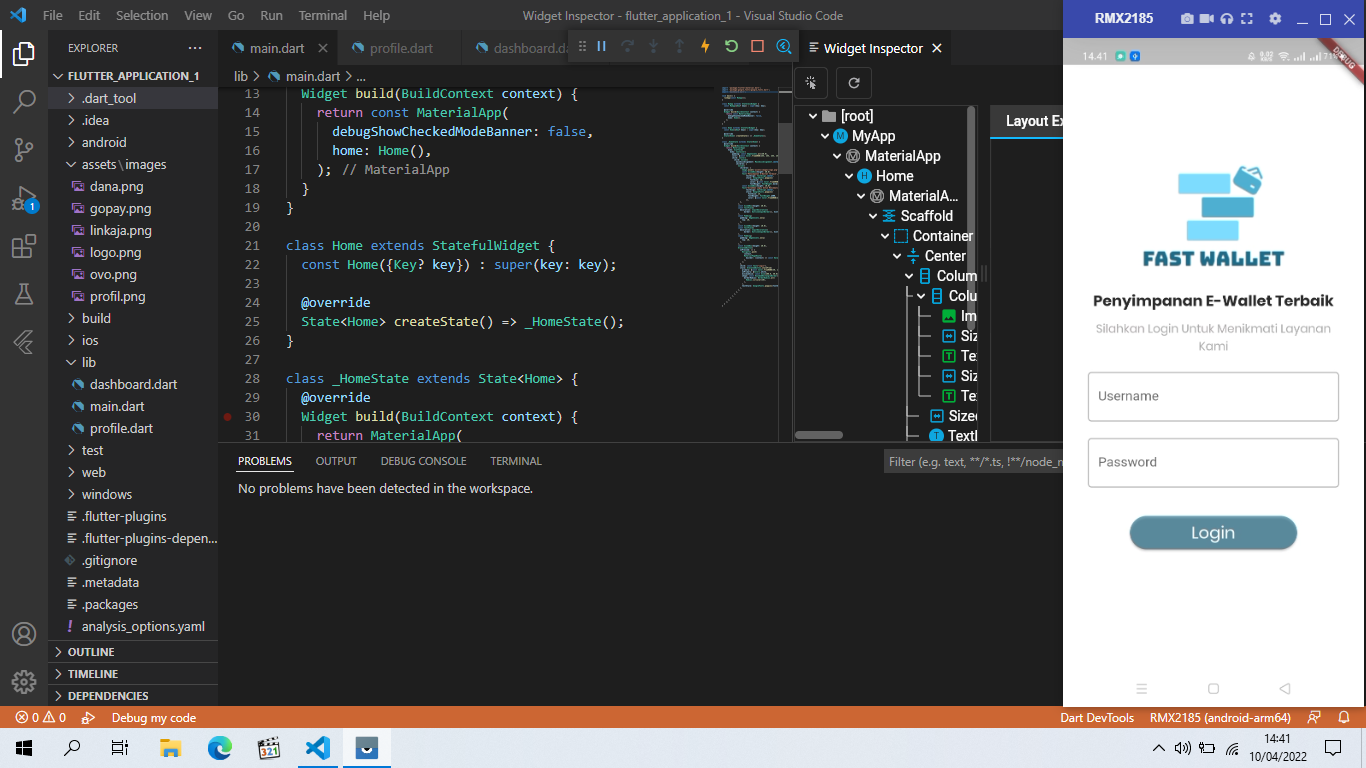 File Edit Selection View Go Run Terminal Help
Widget Inspector - flutter_application_1 - Visual Studio Code
EXPLORER
FLUTTER_APPLICATION_1
.dart_tool
.idea
android
assets\images
dana.png
gopay.png
linkaja.png
logo.png
ovo.png
profil.png
build
ios
lib
dashboard.dart
main.dart
profile.dart
test
web
windows
.flutter-plugins
.flutter-plugins-depen...
.gitignore
.metadata
.packages
! analysis_options.yaml
OUTLINE
TIMELINE
DEPENDENCIES
1
main.dart
profile.dart
dashboard.da
lib > main.dart > ...
13 Widget build(BuildContext context) {
14 return const MaterialApp(
15 debugShowCheckedModeBanner: false,
16 home: Home(),
17 ); // MaterialApp
18 }
19 }
20
21 class Home extends StatefulWidget {
22 const Home({Key? key}) : super(key: key);
23
24 @override
25 State<Home> createState() => _HomeState();
26 }
27
28 class _HomeState extends State<Home> {
29 @override
30 Widget build(BuildContext context) {
31 return MaterialApp(
Widget Inspector
[root]
MyApp
MaterialApp
Home
MaterialA...
Scaffold
Container
Center
Colum
Colu
Im
Siz
Te
Siz
Te
Size
TextI
Layout Ex
PROBLEMS OUTPUT DEBUG CONSOLE TERMINAL
Filter (e.g. text, **/*.ts, !**/node_m
No problems have been detected in the workspace.
RMX2185
14.41
DEBUG
FAST WALLET
Penyimpanan E-Wallet Terbaik
Silahkan Login Untuk Menikmati Layanan
Kami
Username
Password
Login
0 0 Debug my code
Dart DevTools RMX2185 (android-arm64)
321
14:41
10/04/2022